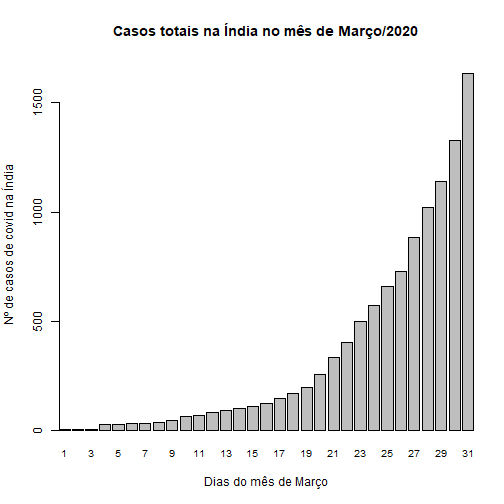 Casos totais na Índia no mês de Março/2020
Nº de casos de covid na Índia
1500
1000
500
0
1 3 5 7 9 11 13 15 17 19 21 23 25 27 29 31
Dias do mês de Março